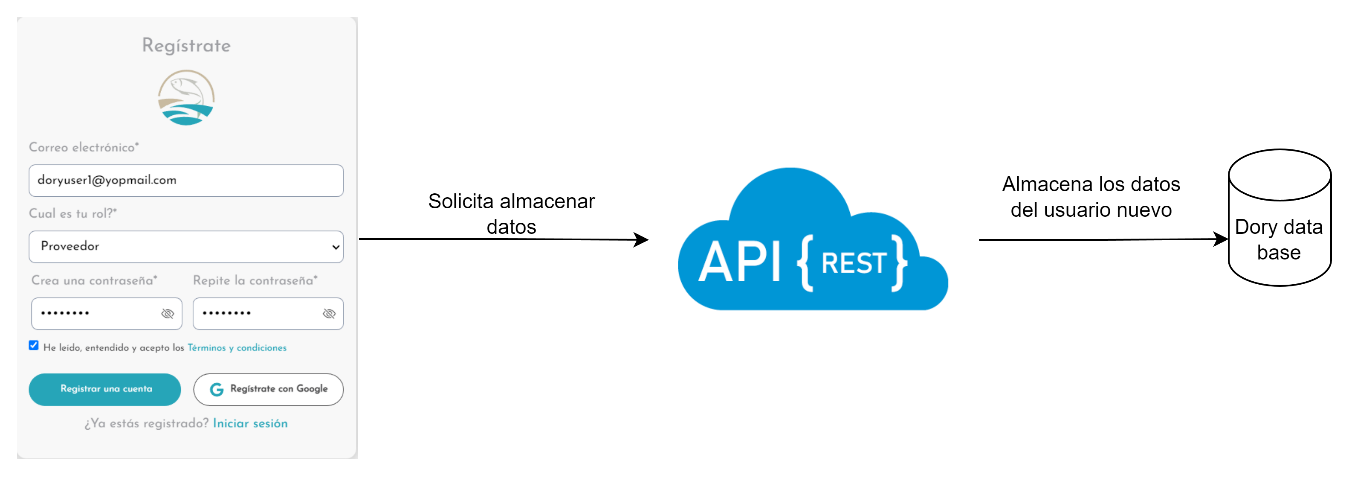 Regístrate
Correo electrónico*
doryuser1@yopmail.com
Cual es tu rol?*
Proveedor
Crea una contraseña*
Repite la contraseña*
••••••••
••••••••
He leido, entendido y acepto los Términos y condiciones
Registrar una cuenta
G Regístrate con Google
¿Ya estás registrado? Iniciar sesión
Solicita almacenar
datos
API {REST}
Almacena los datos
del usuario nuevo
Dory data
base